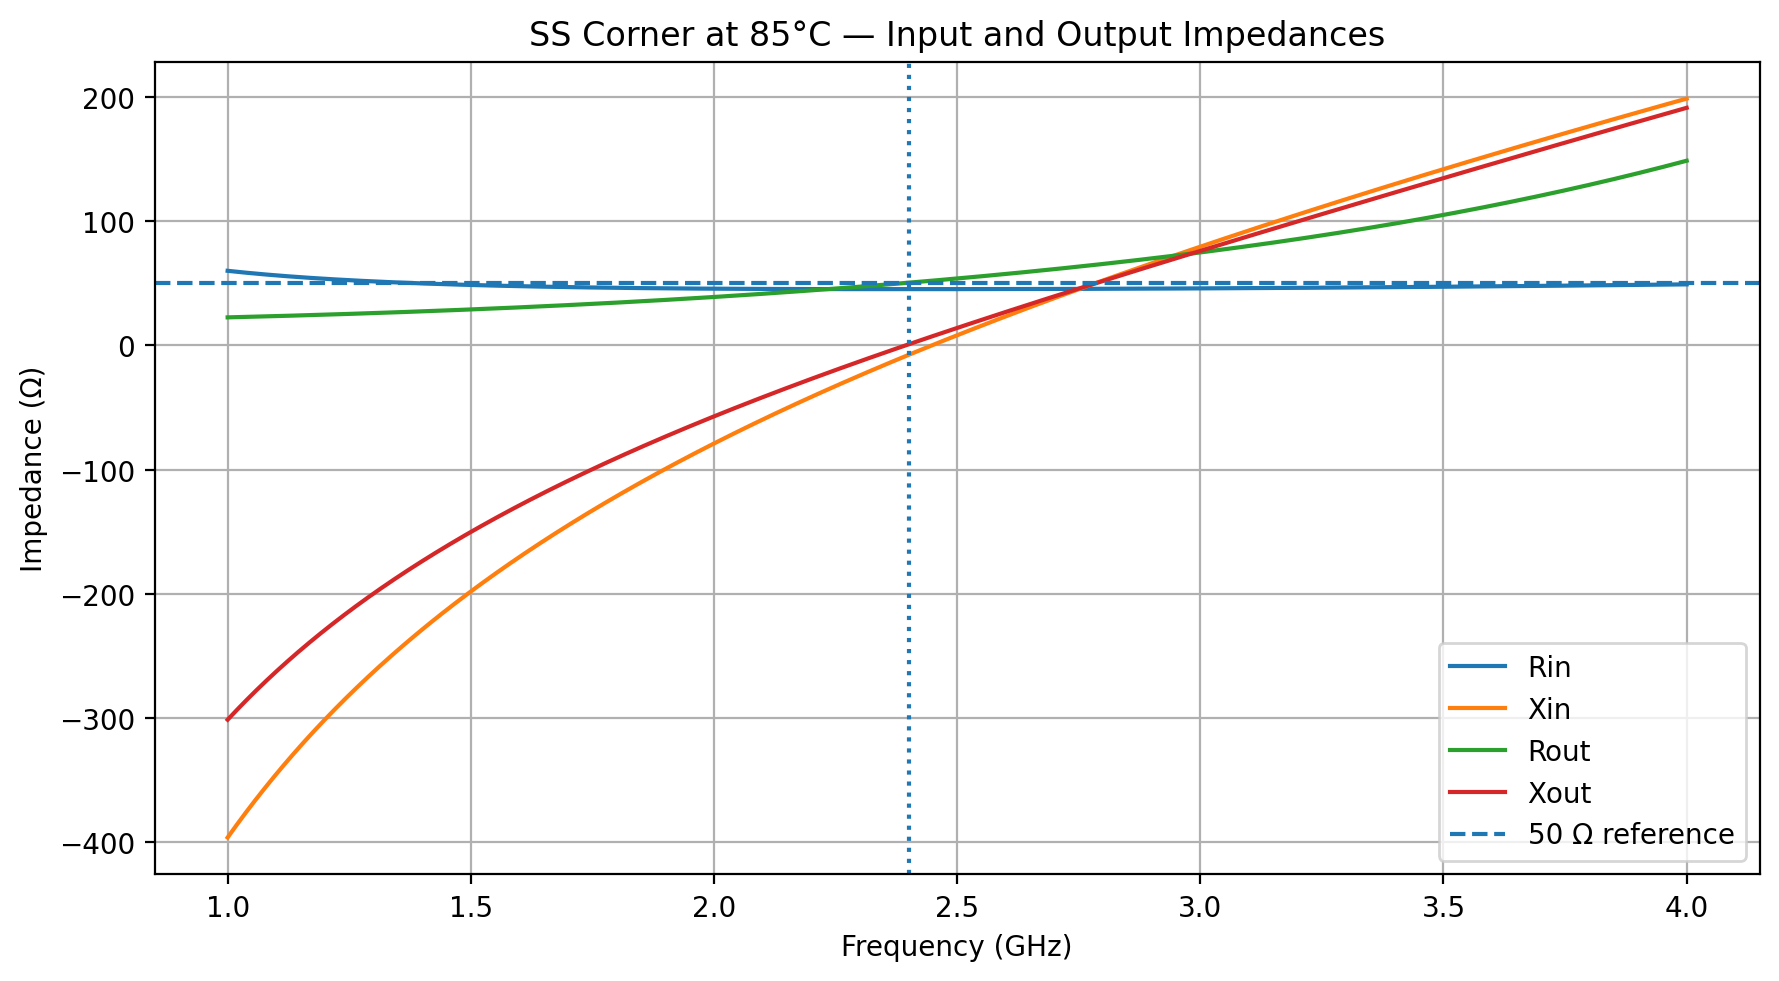 SS Corner at 85°C — Input and Output Impedances
Impedance (Ω)
200
100
0
−100
−200
−300
−400
Rin
Xin
Rout
Xout
50 Ω reference
1.0 1.5 2.0 2.5 3.0 3.5 4.0
Frequency (GHz)